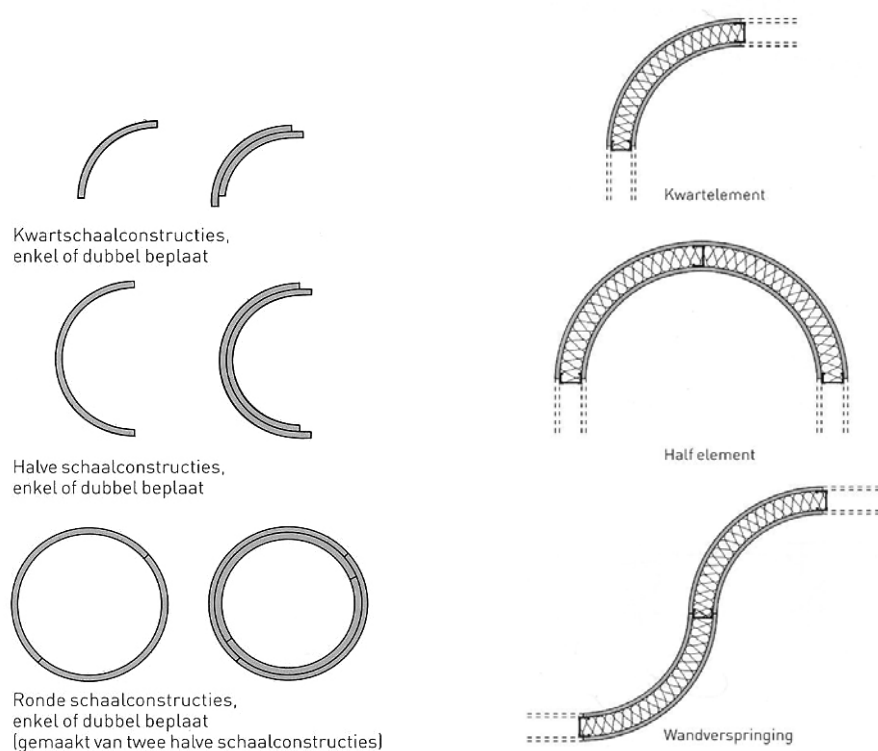 Kwartschaalconstructies,
enkel of dubbel beplaat
Halve schaalconstructies,
enkel of dubbel beplaat
Ronde schaalconstructies,
enkel of dubbel beplaat
(gemaakt van twee halve schaalconstructies)
Kwartelement
Half element
Wandverspringing